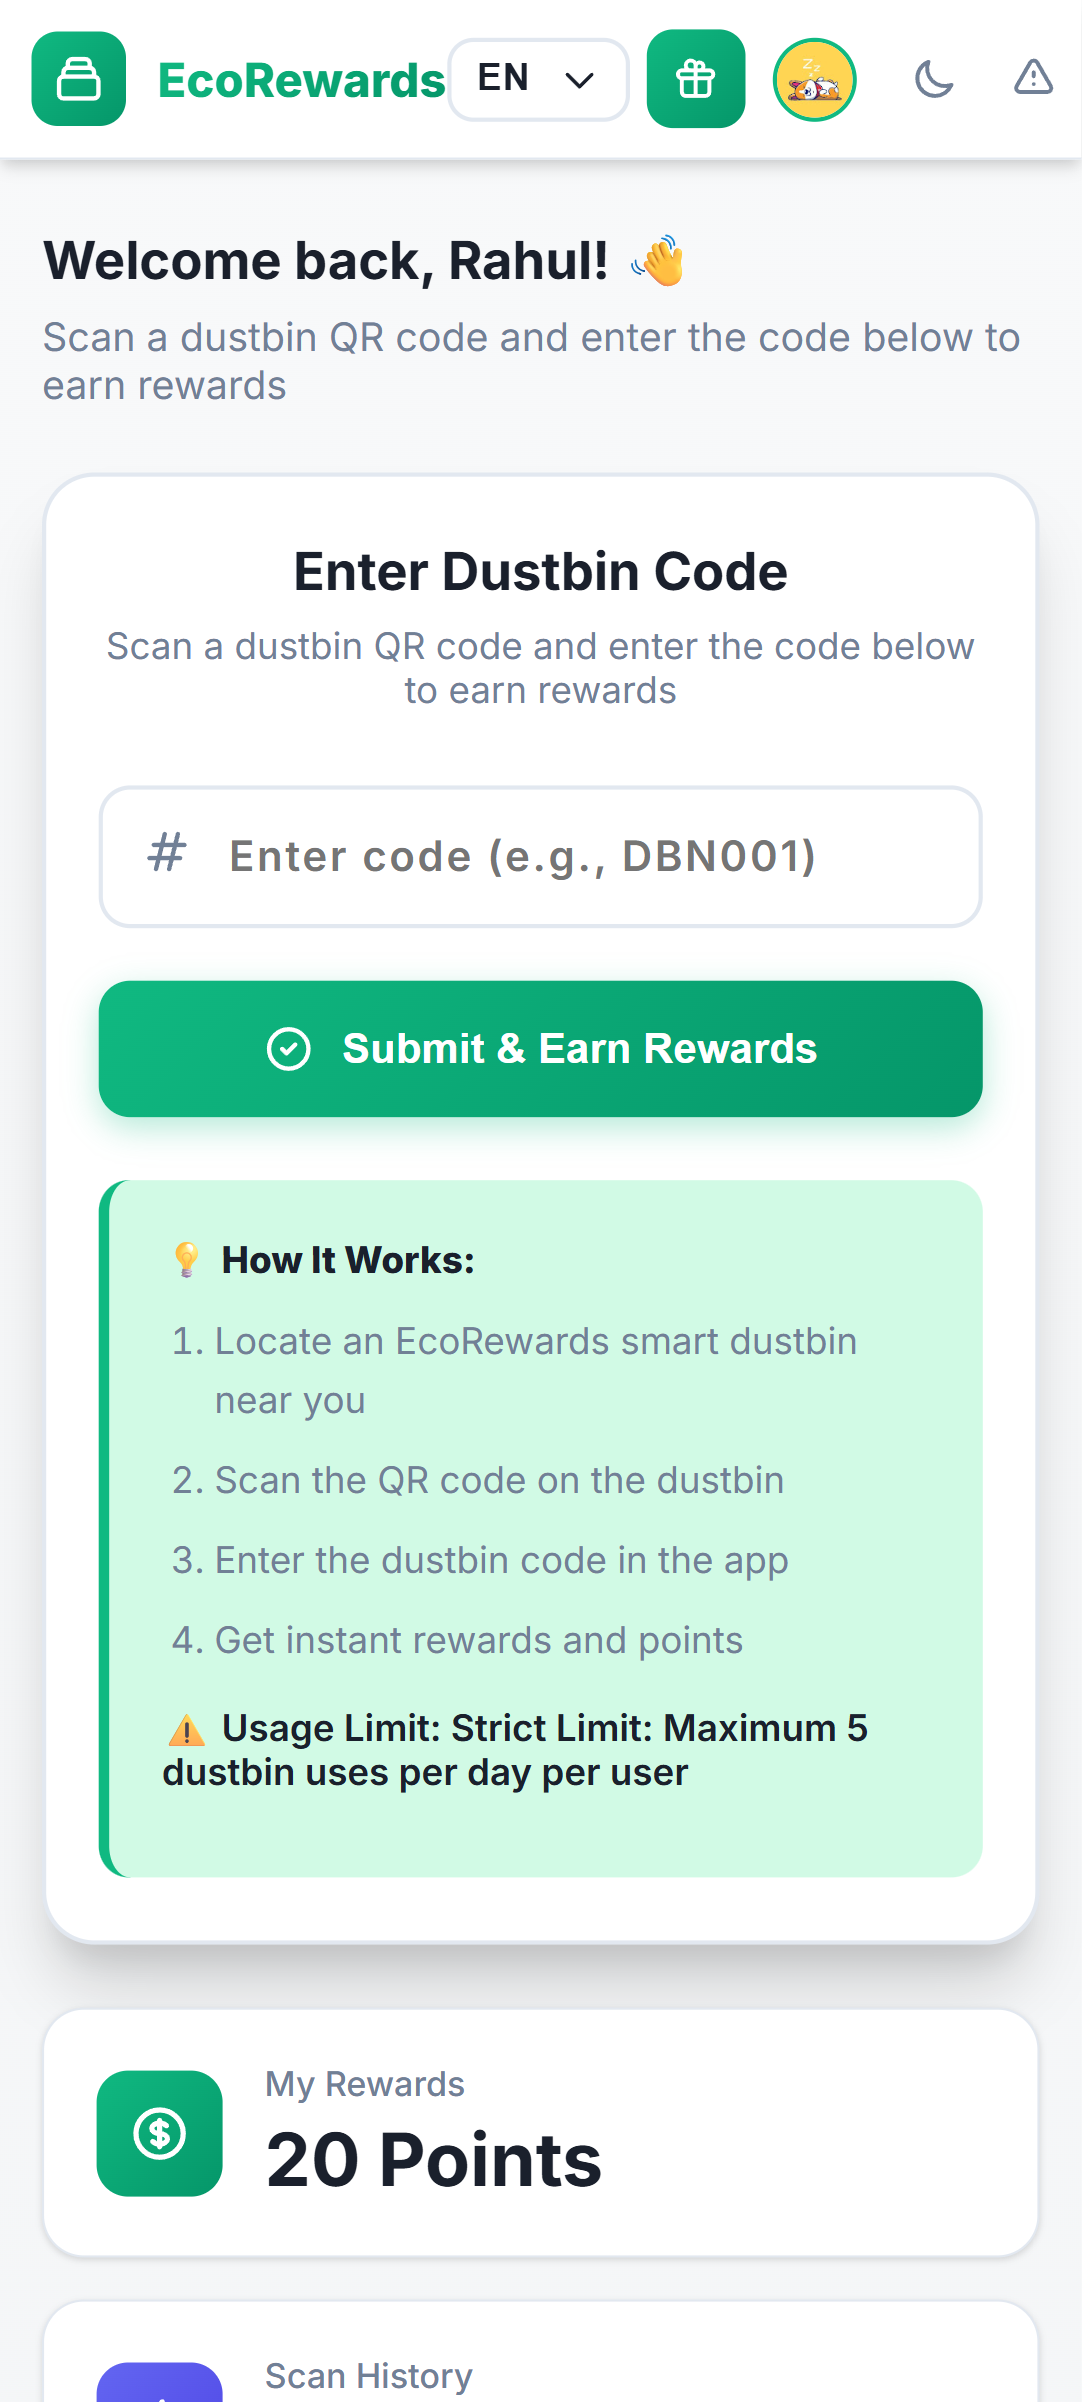 EcoRewards
EN
Welcome back, Rahul! 👋
Scan a dustbin QR code and enter the code below to
earn rewards
Enter Dustbin Code
Scan a dustbin QR code and enter the code below
to earn rewards
# Enter code (e.g., DBN001)
Submit & Earn Rewards
💡 How It Works:
1. Locate an EcoRewards smart dustbin
near you
2. Scan the QR code on the dustbin
3. Enter the dustbin code in the app
4. Get instant rewards and points
⚠️ Usage Limit: Strict Limit: Maximum 5
dustbin uses per day per user
My Rewards
20 Points
Scan History